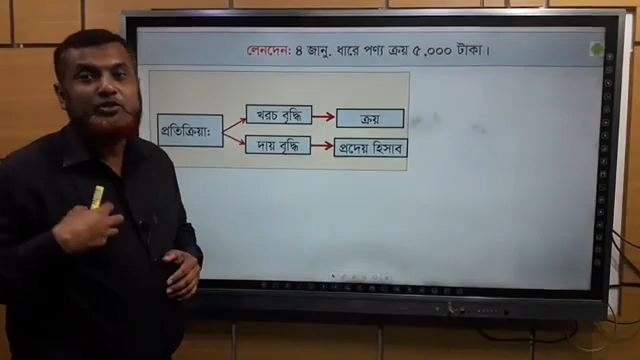 লেনদেন: ৪ জানু. ধারে পণ্য ক্রয় ৫,০০০ টাকা।
প্রতিক্রিয়া:
খরচ বৃদ্ধি
ক্রয়
দায় বৃদ্ধি
প্রদেয় হিসাব